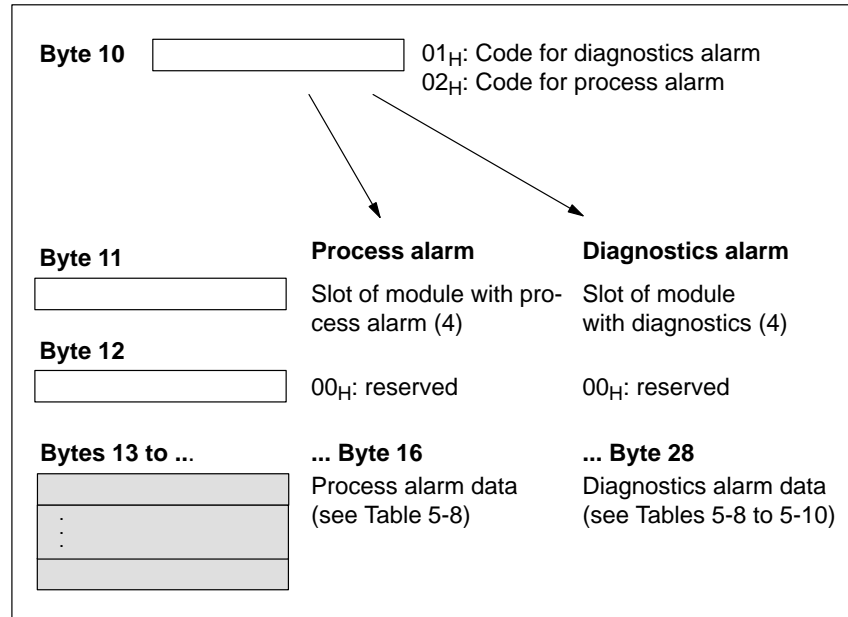 Byte 10
01H: Code for diagnostics alarm
02H: Code for process alarm
Byte 11
Process alarm
Slot of module with pro-
cess alarm (4)
Diagnostics alarm
Slot of module
with diagnostics (4)
Byte 12
00H: reserved
00H: reserved
Bytes 13 to ...
... Byte 16
Process alarm data
(see Table 5-8)
... Byte 28
Diagnostics alarm data
(see Tables 5-8 to 5-10)